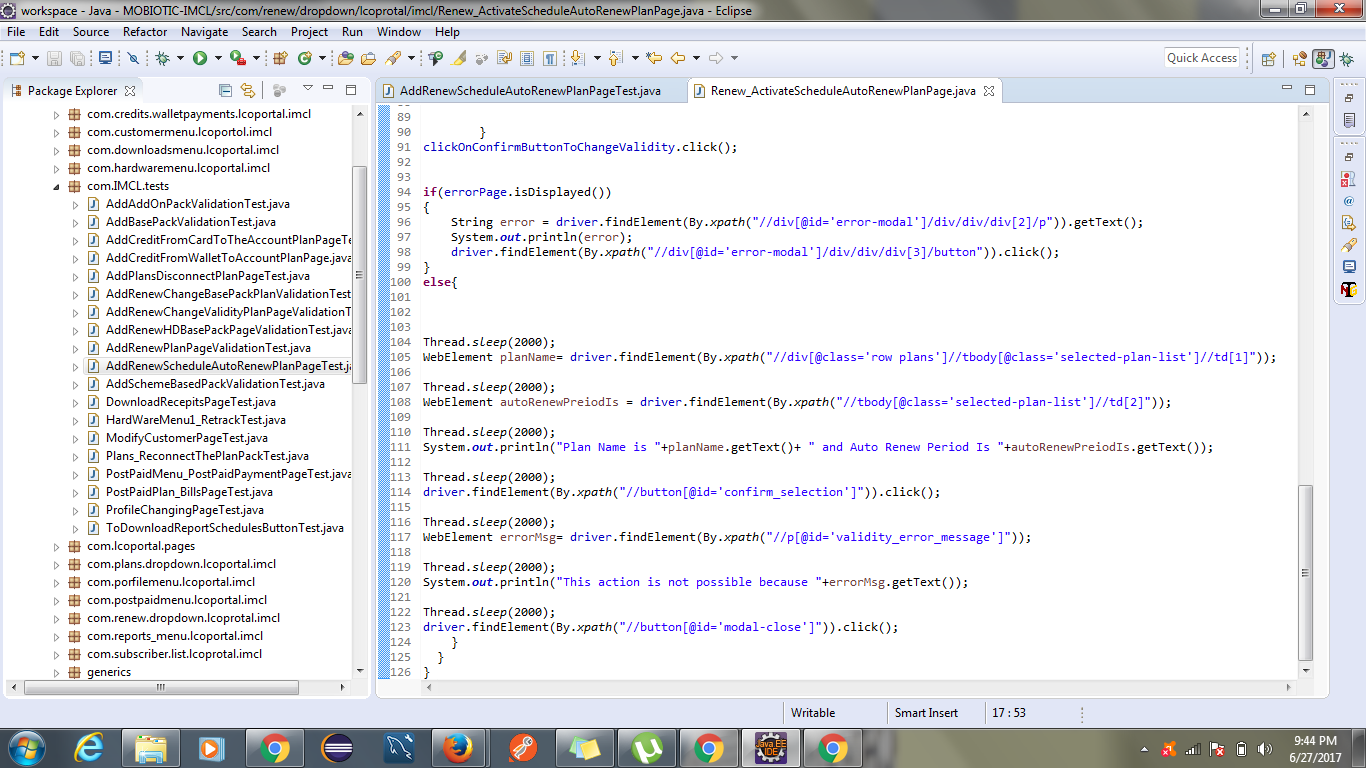 workspace - Java - MOBIOTIC-IMCL/src/com/renew/dropdown/lcoprotal/imcl/Renew_ActivateScheduleAutoRenewPlanPage.java - Eclipse
File Edit Source Refactor Navigate Search Project Run Window Help
Quick Access
Package Explorer
com.credits.walletpayments.lcoportal.imcl
com.customermenu.lcoportol.imcl
com.downloadsmenu.lcoportal.imcl
com.hardwaremenu.lcoportal.imcl
com.IMCL.tests
AddAddOnPackValidationTest.java
AddBasePackValidationTest.java
AddCreditFromCardToTheAccountPlanPageTe
AddCreditFromWalletToAccountPlanPage.java
AddPlansDisconnectPlanPageTest.java
AddRenewChangeBasePackPlanValidationTest
AddRenewChangeValidityPlanPageValidationT
AddRenewHDBasePackPageValidationTest.java
AddRenewPlanPageValidationTest.java
AddRenewScheduleAutoRenewPlanPageTest.ja
AddSchemeBasedPackValidationTest.java
DownloadRecepitsPageTest.java
HardWareMenu1_RetrackTest.java
ModifyCustomerPageTest.java
Plans_ReconnectThePlanPackTest.java
PostPaidMenu_PostPaidPaymentPageTest.java
PostPaidPlan_BillsPageTest.java
ProfileChangingPageTest.java
ToDownloadReportSchedulesButtonTest.java
com.lcoportal.pages
com.plans.dropdown.lcoportal.imcl
com.porfilemenu.lcoportal.imcl
com.postpaidmenu.lcoportal.imcl
com.renew.dropdown.lcoprotal.imcl
com.reports_menu.lcoportal.imcl
com.subscriber.list.lcoprotal.imcl
generics
AddRenewScheduleAutoRenewPlanPageTest.java
Renew_ActivateScheduleAutoRenewPlanPage.java
89
90 }
91 clickOnConfirmButtonToChangeValidity.click();
92
93
94 if(errorPage.isDisplayed())
95 {
96 String error = driver.findElement(By.xpath("//div[@id='error-modal']/div/div/div[2]/p")).getText();
97 System.out.println(error);
98 driver.findElement(By.xpath("//div[@id='error-modal']/div/div/div[3]/button")).click();
99 }
100 else{
101
102
103
104 Thread.sleep(2000);
105 WebElement planName= driver.findElement(By.xpath("//div[@class='row plans']//tbody[@class='selected-plan-list']//td[1]"));
106
107 Thread.sleep(2000);
108 WebElement autoRenewPreiodIs = driver.findElement(By.xpath("//tbody[@class='selected-plan-list']//td[2]"));
109
110 Thread.sleep(2000);
111 System.out.println("Plan Name is "+planName.getText()+ " and Auto Renew Period Is "+autoRenewPreiodIs.getText());
112
113 Thread.sleep(2000);
114 driver.findElement(By.xpath("//button[@id='confirm_selection']")).click();
115
116 Thread.sleep(2000);
117 WebElement errorMsg= driver.findElement(By.xpath("//p[@id='validity_error_message']"));
118
119 Thread.sleep(2000);
120 System.out.println("This action is not possible because "+errorMsg.getText());
121
122 Thread.sleep(2000);
123 driver.findElement(By.xpath("//button[@id='modal-close']")).click();
124 }
125 }
126 }
Writable Smart Insert 17 : 53
Java EE
IDE
9:44 PM
6/27/2017